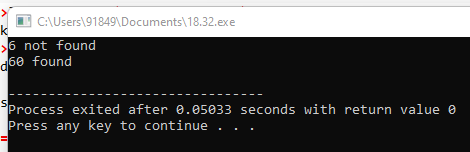 C:\Users\91849\Documents\18.32.exe
6 not found
60 found
--------------------------------
Process exited after 0.05033 seconds with return value 0
Press any key to continue . . .